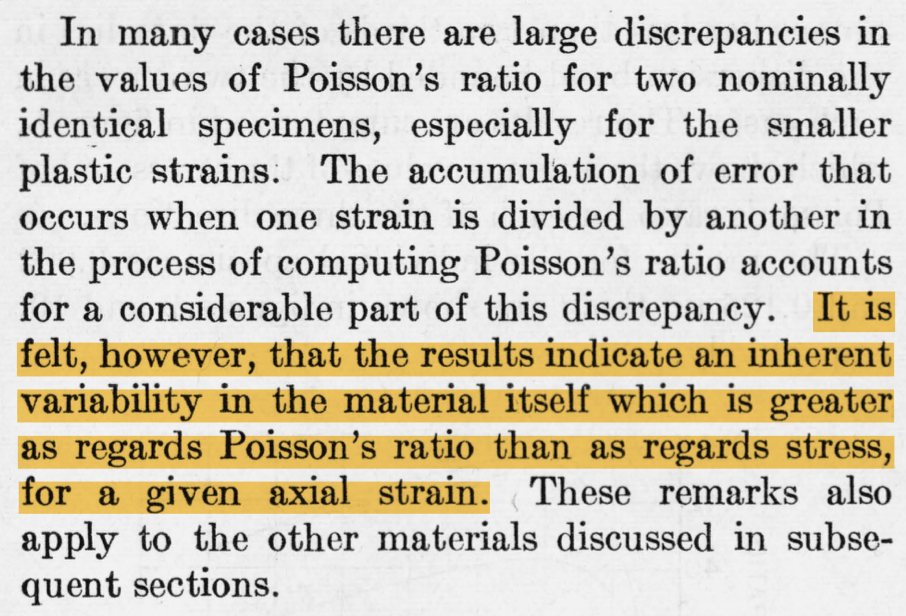 In many cases there are large discrepancies in
the values of Poisson's ratio for two nominally
identical specimens, especially for the smaller
plastic strains. The accumulation of error that
occurs when one strain is divided by another in
the process of computing Poisson's ratio accounts
for a considerable part of this discrepancy. It is
felt, however, that the results indicate an inherent
variability in the material itself which is greater
as regards Poisson's ratio than as regards stress,
for a given axial strain. These remarks also
apply to the other materials discussed in subse-
quent sections.